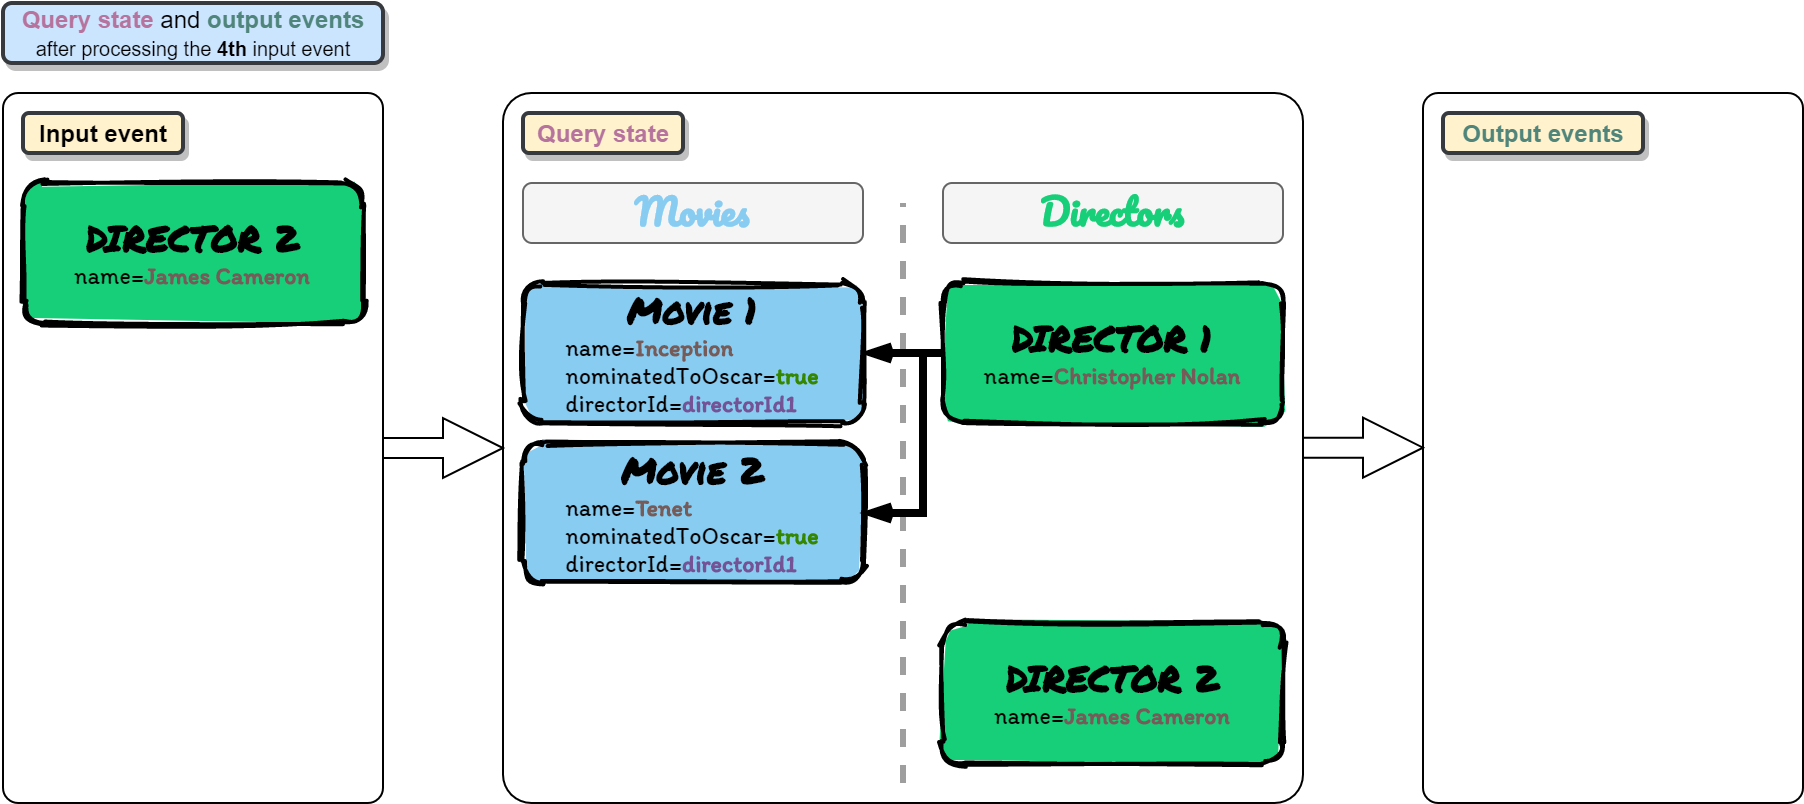 Query state and output events
after processing the 4th input event
Input event
DIRECTOR 2
name=James Cameron
Query state
Movies
Directors
MOVIE 1
name=Inception
nominatedToOscar=true
directorId=directorId1
MOVIE 2
name=Tenet
nominatedToOscar=true
directorId=directorId1
DIRECTOR 1
name=Christopher Nolan
DIRECTOR 2
name=James Cameron
Output events